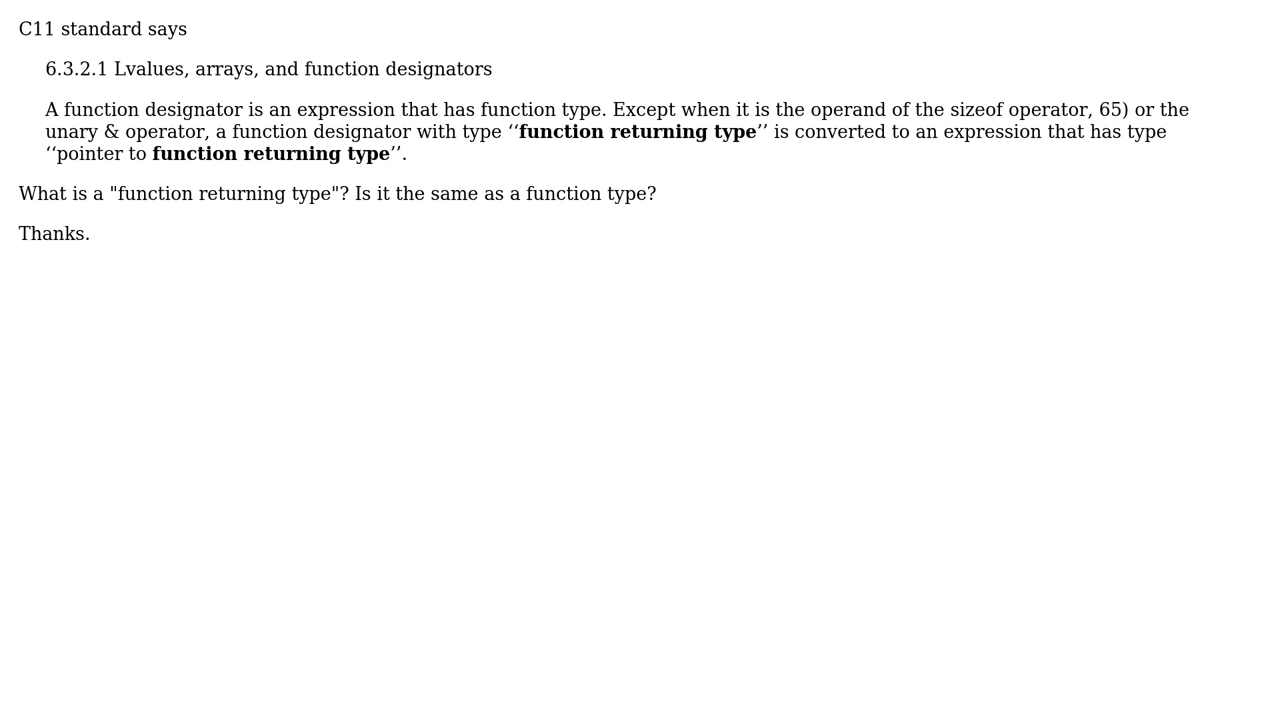 C11 standard says
6.3.2.1 Lvalues, arrays, and function designators
A function designator is an expression that has function type. Except when it is the operand of the sizeof operator, 65) or the
unary & operator, a function designator with type ‘‘function returning type’’ is converted to an expression that has type
‘‘pointer to function returning type’’.
What is a "function returning type"? Is it the same as a function type?
Thanks.